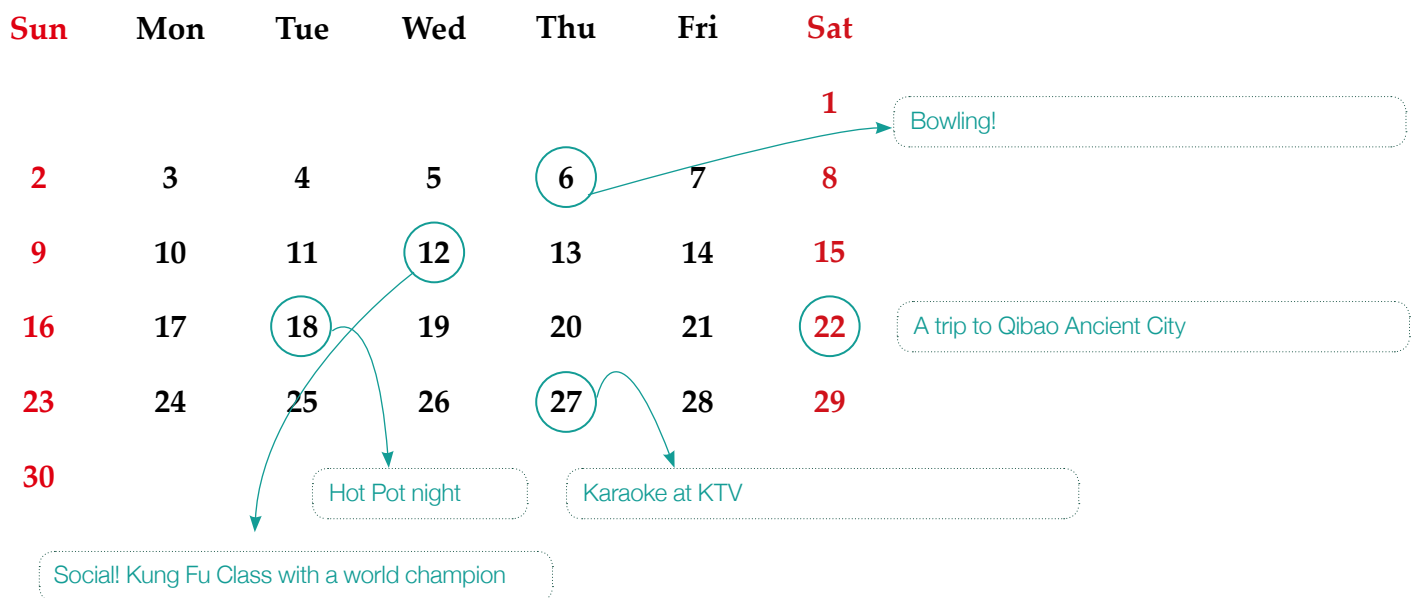 Sun Mon Tue Wed Thu Fri Sat
1
Bowling!
2 3 4 5 6 7 8
9 10 11 12 13 14 15
16 17 18 19 20 21 22
A trip to Qibao Ancient City
23 24 25 26 27 28 29
30
Hot Pot night
Karaoke at KTV
Social! Kung Fu Class with a world champion